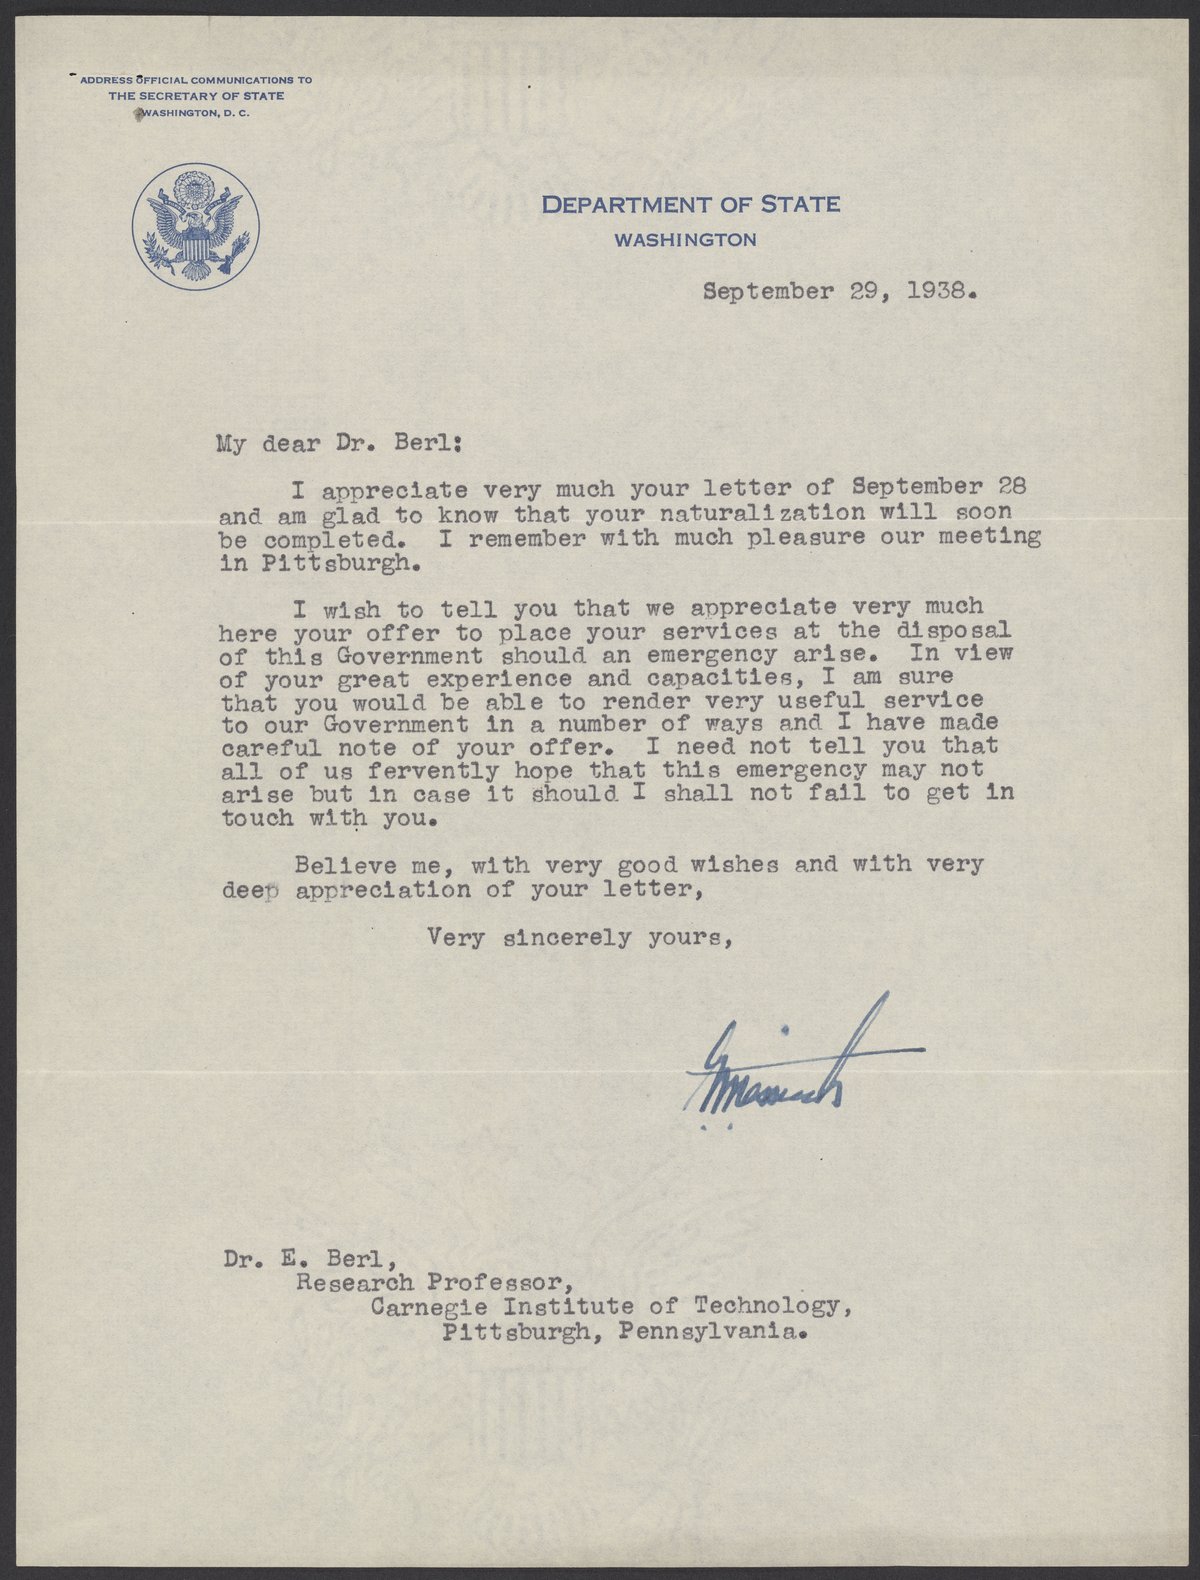 ADDRESS OFFICIAL COMMUNICATIONS TO
THE SECRETARY OF STATE
WASHINGTON, D. C.
DEPARTMENT OF STATE
WASHINGTON
September 29, 1938.
My dear Dr. Berl:
I appreciate very much your letter of September 28
and am glad to know that your naturalization will soon
be completed. I remember with much pleasure our meeting
in Pittsburgh.
I wish to tell you that we appreciate very much
here your offer to place your services at the disposal
of this Government should an emergency arise. In view
of your great experience and capacities, I am sure
that you would be able to render very useful service
to our Government in a number of ways and I have made
careful note of your offer. I need not tell you that
all of us fervently hope that this emergency may not
arise but in case it should I shall not fail to get in
touch with you.
Believe me, with very good wishes and with very
deep appreciation of your letter,
Very sincerely yours,
Dr. E. Berl,
Research Professor,
Carnegie Institute of Technology,
Pittsburgh, Pennsylvania.